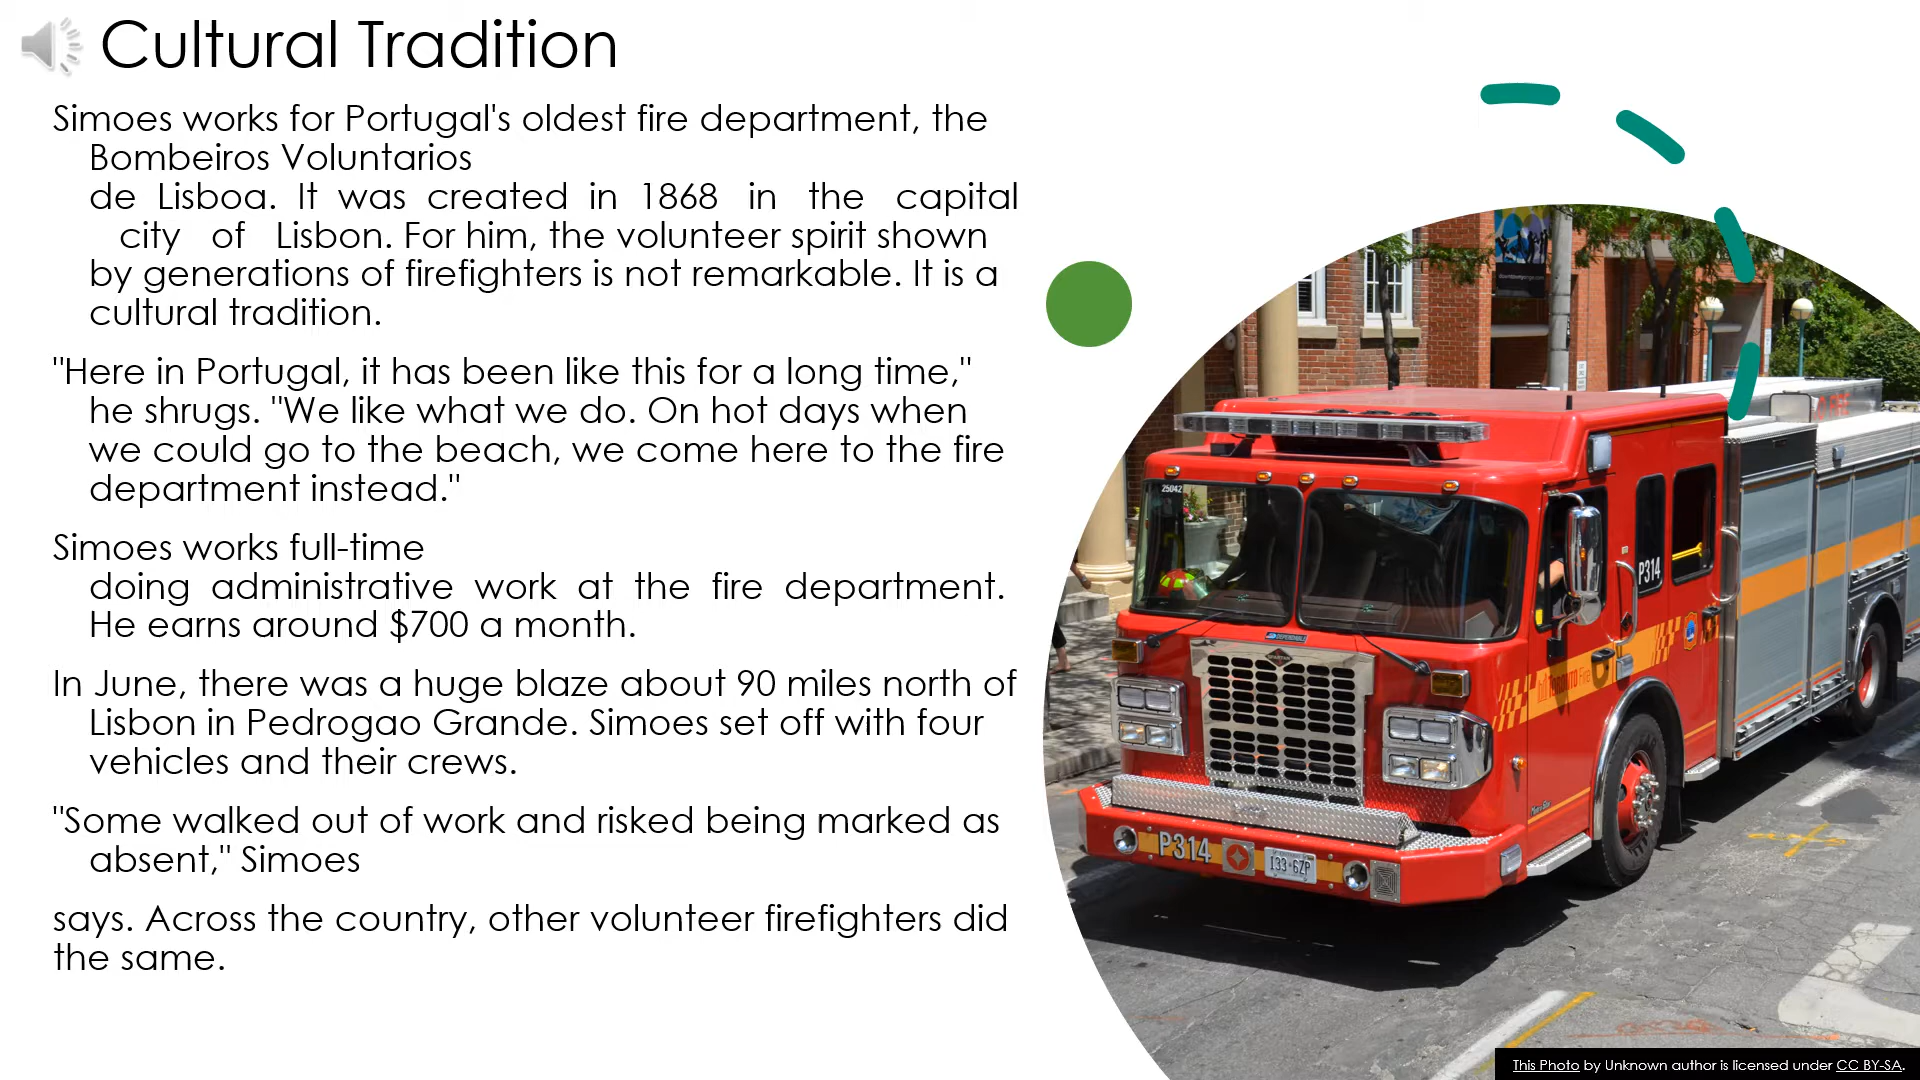 Cultural Tradition
Simoes works for Portugal's oldest fire department, the
Bombeiros Voluntarios
de Lisboa. It was created in 1868 in the capital
city of Lisbon. For him, the volunteer spirit shown
by generations of firefighters is not remarkable. It is a
cultural tradition.
"Here in Portugal, it has been like this for a long time,"
he shrugs. "We like what we do. On hot days when
we could go to the beach, we come here to the fire
department instead."
Simoes works full-time
doing administrative work at the fire department.
He earns around $700 a month.
In June, there was a huge blaze about 90 miles north of
Lisbon in Pedrogao Grande. Simoes set off with four
vehicles and their crews.
"Some walked out of work and risked being marked as
absent," Simoes
says. Across the country, other volunteer firefighters did
the same.
25042
P314
TORONTO Fire
P314
133·6ZP
This Photo by Unknown author is licensed under CC BY-SA.